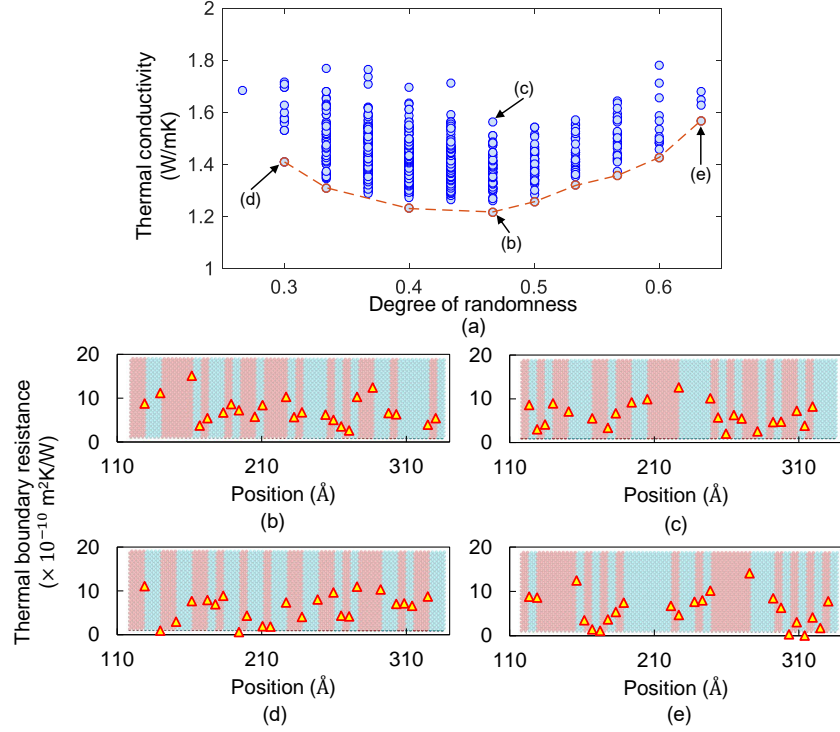 2
1.8
1.6
1.4
1.2
1
Thermal conductivity
(W/mK)
(c)
(d)
(b)
(e)
0.3 0.4 0.5 0.6
Degree of randomness
(a)
Thermal boundary resistance
(× 10⁻¹⁰ m²K/W)
20
10
0
110 210 310
Position (Å)
(b)
20
10
0
110 210 310
Position (Å)
(c)
20
10
0
110 210 310
Position (Å)
(d)
20
10
0
110 210 310
Position (Å)
(e)